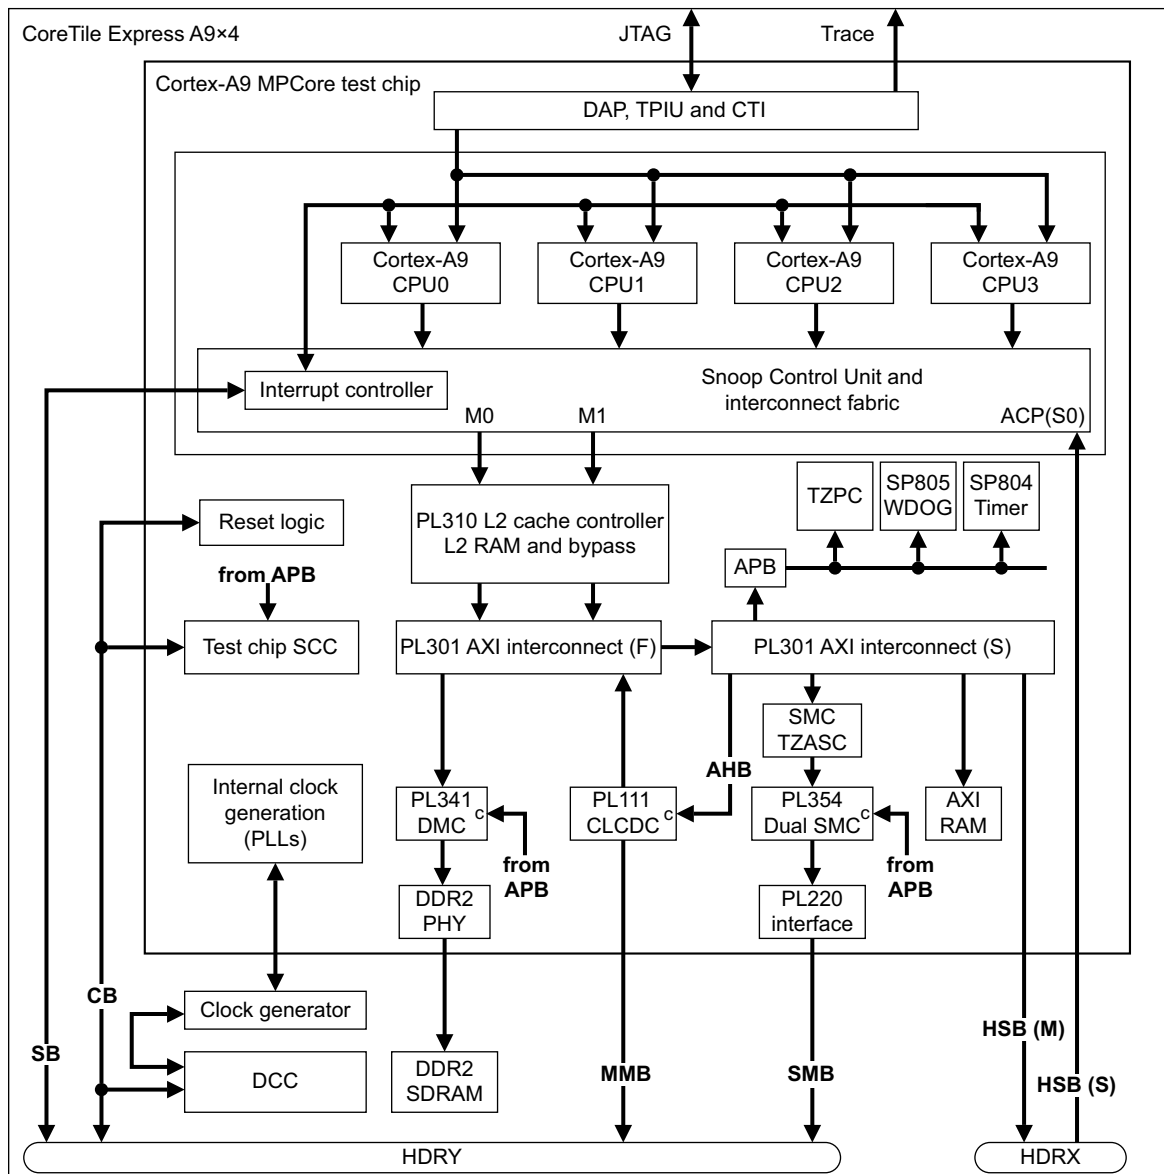 CoreTile Express A9×4
JTAG
Trace
Cortex-A9 MPCore test chip
DAP, TPIU and CTI
Cortex-A9
CPU0
Cortex-A9
CPU1
Cortex-A9
CPU2
Cortex-A9
CPU3
Interrupt controller
Snoop Control Unit and
interconnect fabric
M0
M1
ACP(S0)
TZPC
SP805
WDOG
SP804
Timer
PL310 L2 cache controller
L2 RAM and bypass
Reset logic
from APB
APB
Test chip SCC
PL301 AXI interconnect (F)
PL301 AXI interconnect (S)
SMC
TZASC
AHB
Internal clock
generation
(PLLs)
PL341
DMC
c
PL111
CLCDC
c
PL354
Dual SMC
c
AXI
RAM
from
APB
from
APB
DDR2
PHY
PL220
interface
CB
Clock generator
HSB (M)
SB
DCC
DDR2
SDRAM
MMB
SMB
HSB (S)
HDRY
HDRX